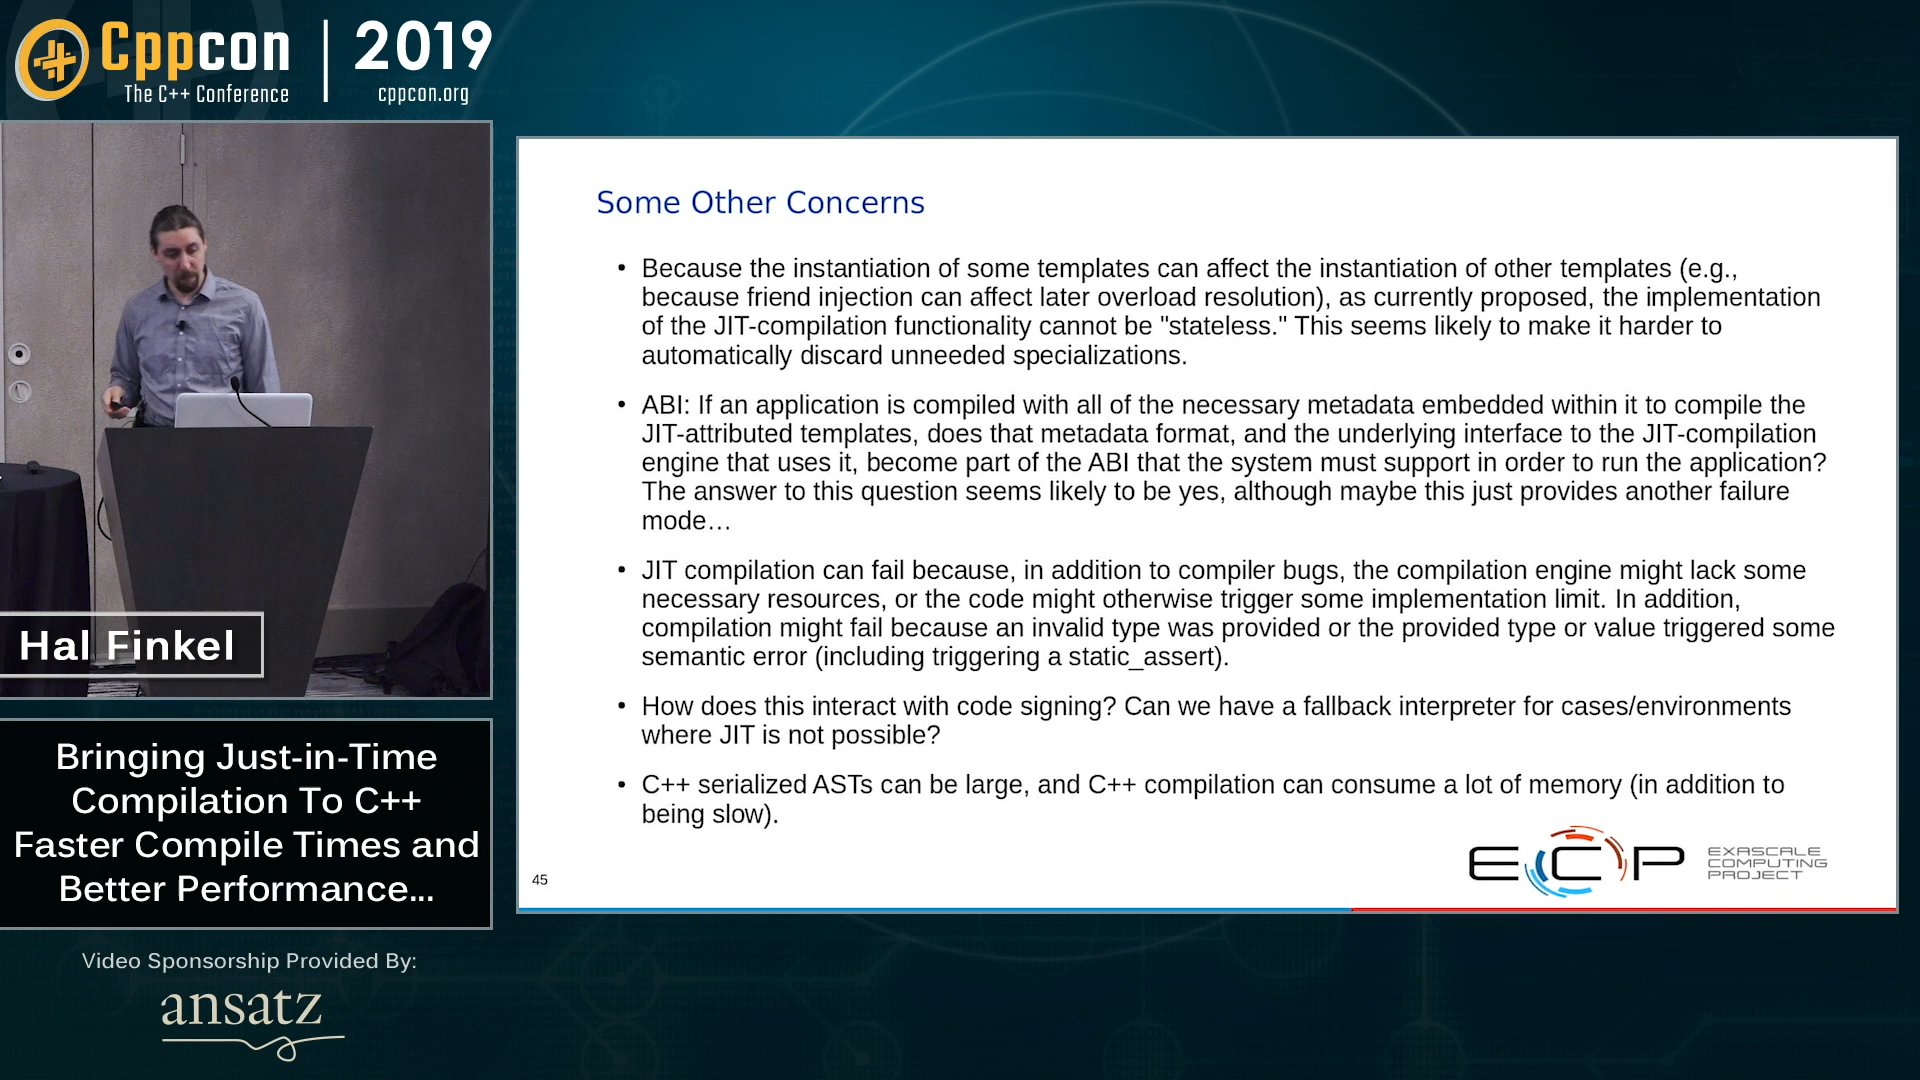 Cppcon
The C++ Conference
2019
cppcon.org
Hal Finkel
Bringing Just-in-Time
Compilation To C++
Faster Compile Times and
Better Performance...
Video Sponsorship Provided By:
ansatz
Some Other Concerns
• Because the instantiation of some templates can affect the instantiation of other templates (e.g.,
because friend injection can affect later overload resolution), as currently proposed, the implementation
of the JIT-compilation functionality cannot be "stateless." This seems likely to make it harder to
automatically discard unneeded specializations.
• ABI: If an application is compiled with all of the necessary metadata embedded within it to compile the
JIT-attributed templates, does that metadata format, and the underlying interface to the JIT-compilation
engine that uses it, become part of the ABI that the system must support in order to run the application?
The answer to this question seems likely to be yes, although maybe this just provides another failure
mode…
• JIT compilation can fail because, in addition to compiler bugs, the compilation engine might lack some
necessary resources, or the code might otherwise trigger some implementation limit. In addition,
compilation might fail because an invalid type was provided or the provided type or value triggered some
semantic error (including triggering a static_assert).
• How does this interact with code signing? Can we have a fallback interpreter for cases/environments
where JIT is not possible?
• C++ serialized ASTs can be large, and C++ compilation can consume a lot of memory (in addition to
being slow).
45
ECP
EXASCALE
COMPUTING
PROJECT